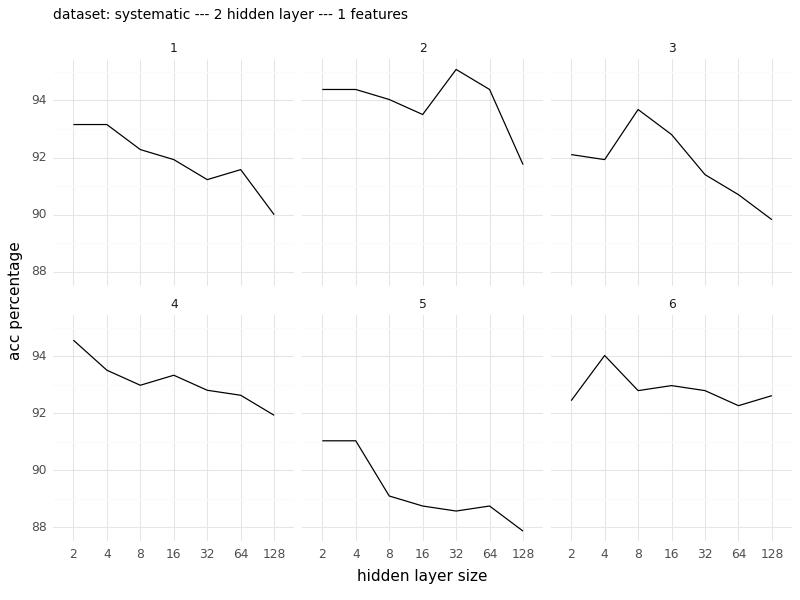 dataset: systematic --- 2 hidden layer --- 1 features
1 2 3
94
92
90
88
4 5 6
94
92
90
88
2 4 8 16 32 64 128 2 4 8 16 32 64 128 2 4 8 16 32 64 128
hidden layer size
acc percentage